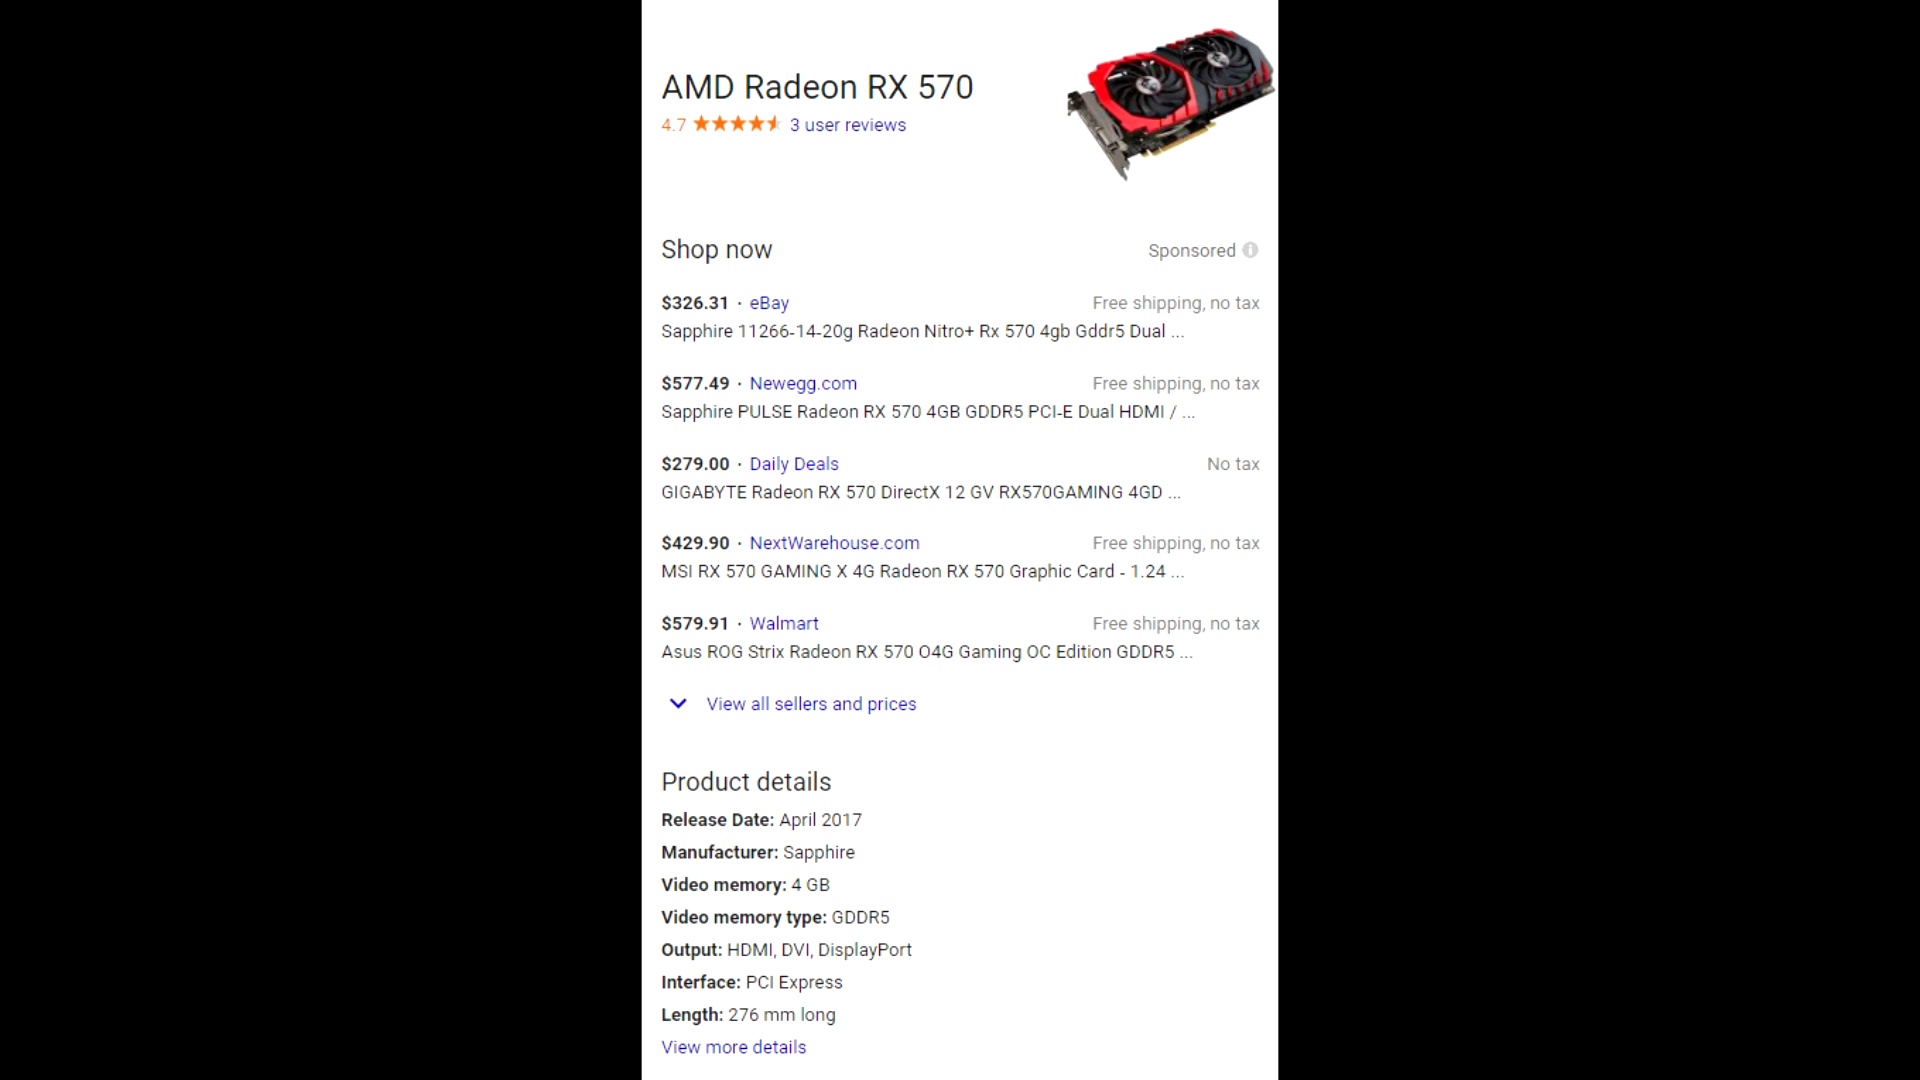 AMD Radeon RX 570
4.7 3 user reviews
Shop now Sponsored
$326.31 · eBay Free shipping, no tax
Sapphire 11266-14-20g Radeon Nitro+ Rx 570 4gb Gddr5 Dual ...
$577.49 · Newegg.com Free shipping, no tax
Sapphire PULSE Radeon RX 570 4GB GDDR5 PCI-E Dual HDMI / ...
$279.00 · Daily Deals No tax
GIGABYTE Radeon RX 570 DirectX 12 GV RX570GAMING 4GD ...
$429.90 · NextWarehouse.com Free shipping, no tax
MSI RX 570 GAMING X 4G Radeon RX 570 Graphic Card - 1.24 ...
$579.91 · Walmart Free shipping, no tax
Asus ROG Strix Radeon RX 570 O4G Gaming OC Edition GDDR5 ...
View all sellers and prices
Product details
Release Date: April 2017
Manufacturer: Sapphire
Video memory: 4 GB
Video memory type: GDDR5
Output: HDMI, DVI, DisplayPort
Interface: PCI Express
Length: 276 mm long
View more details